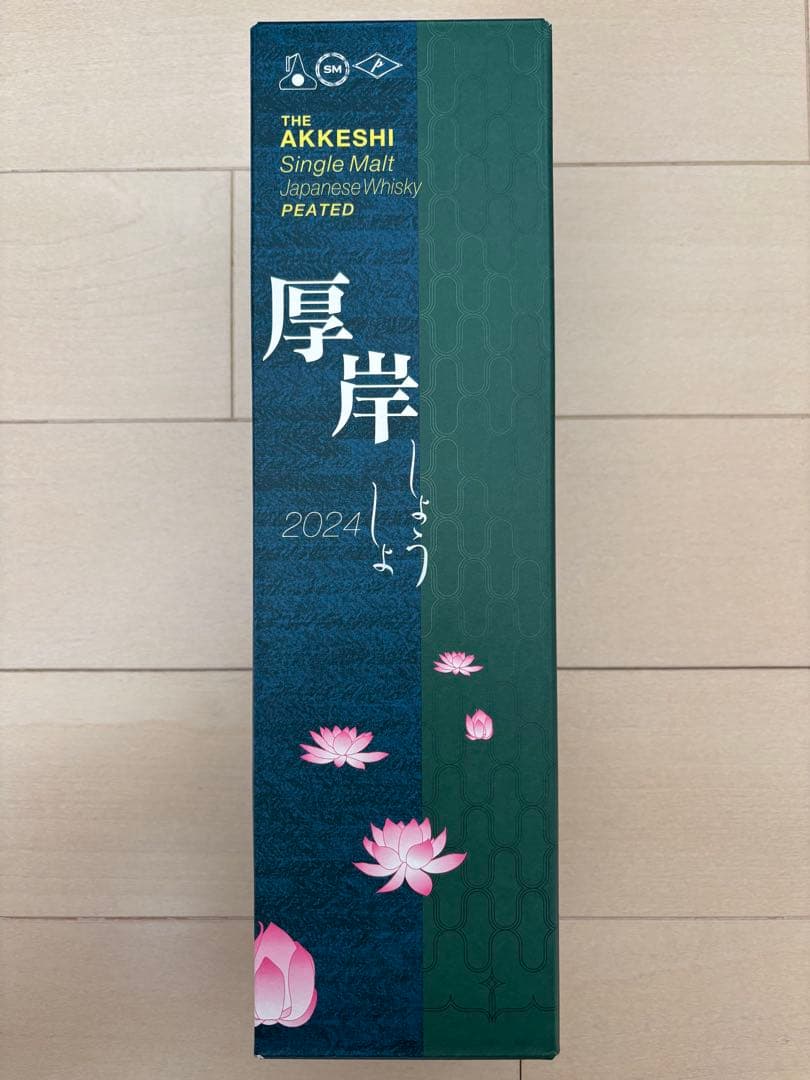 SM
P
THE
AKKESHI
Single Malt
Japanese Whisky
PEATED
厚岸
しょうしょ
2024